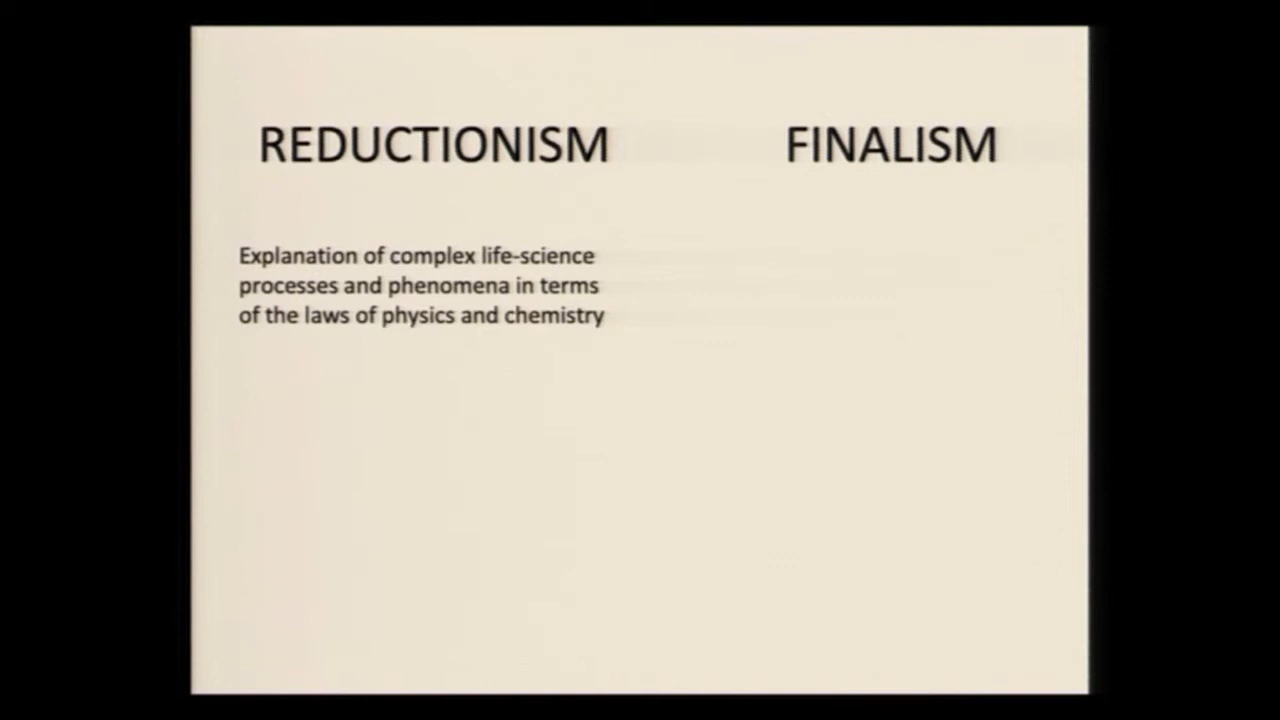 REDUCTIONISM FINALISM
Explanation of complex life-science
processes and phenomena in terms
of the laws of physics and chemistry